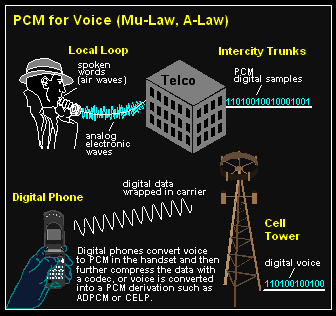 PCM for Voice (Mu-Law, A-Law)
Local Loop
Intercity Trunks
spoken
words
(air waves)
Telco
PCM
digital samples
11010010010001001
analog
electronic
waves
Digital Phone
digital data
wrapped in carrier
Cell
Tower
Digital phones convert voice
to PCM in the handset and then
further compress the data with
a codec, or voice is converted
into a PCM derivation such as
ADPCM or CELP.
digital voice
110100100100